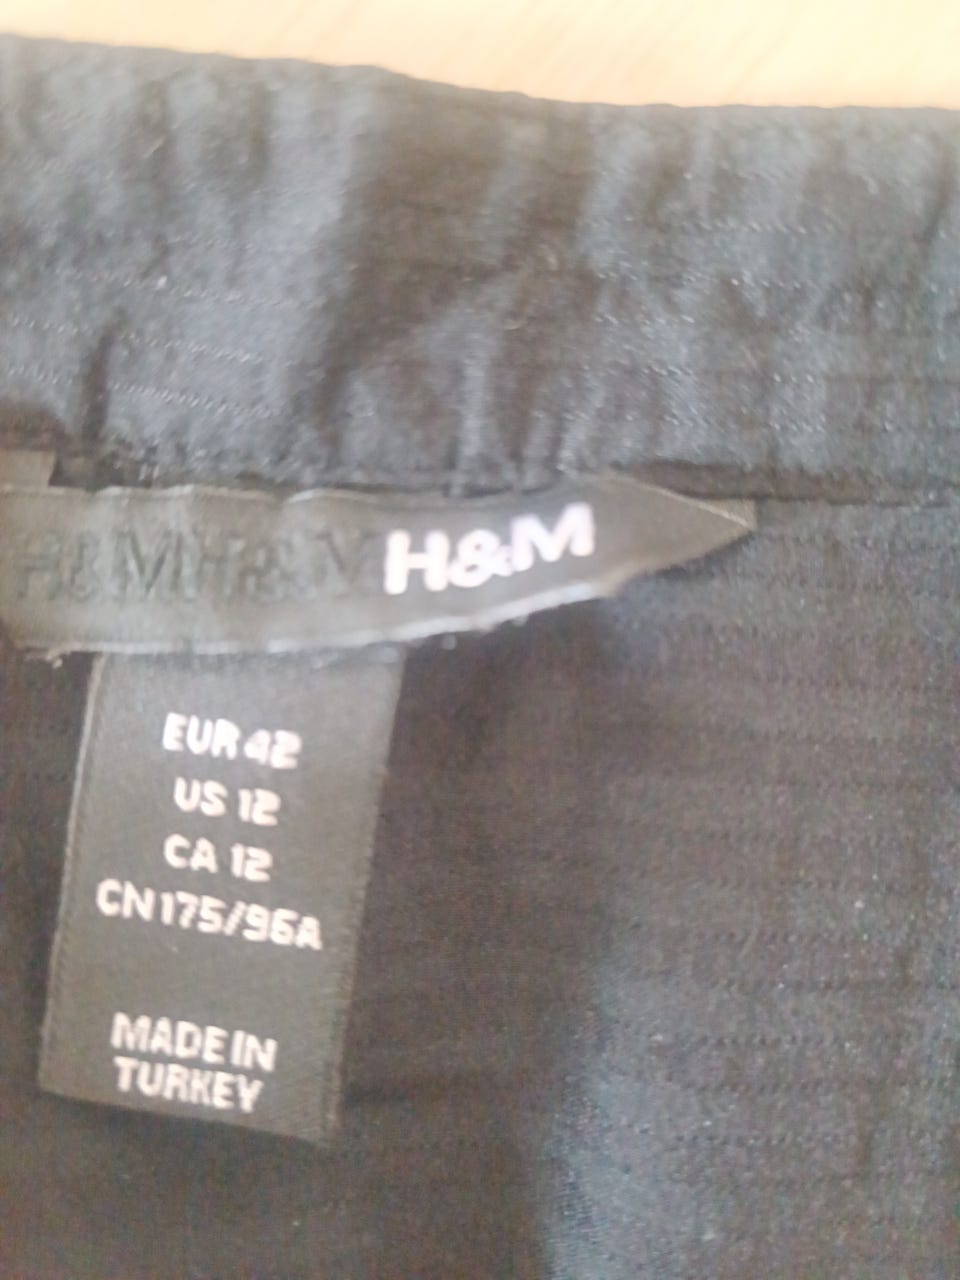 H&M H&M H&M
EUR 42
US 12
CA 12
CN 175/96A
MADE IN
TURKEY